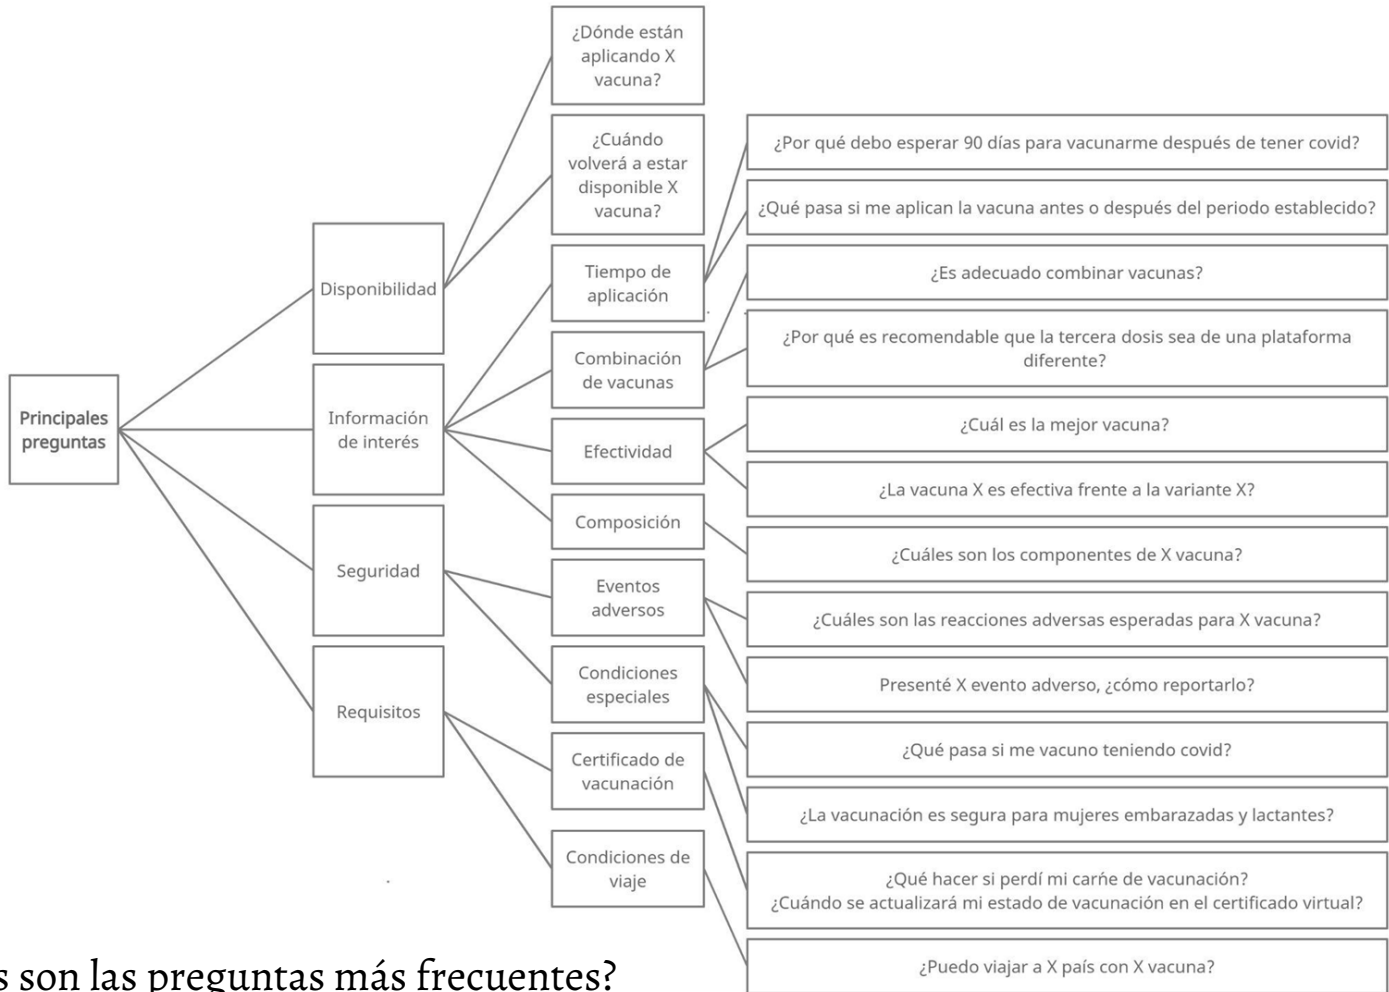 Principales
preguntas
Disponibilidad
Información
de interés
Seguridad
Requisitos
¿Dónde están
aplicando X
vacuna?
¿Cuándo
volverá a estar
disponible X
vacuna?
Tiempo de
aplicación
Combinación
de vacunas
Efectividad
Composición
Eventos
adversos
Condiciones
especiales
Certificado de
vacunación
Condiciones de
viaje
¿Por qué debo esperar 90 días para vacunarme después de tener covid?
¿Qué pasa si me aplican la vacuna antes o después del periodo establecido?
¿Es adecuado combinar vacunas?
¿Por qué es recomendable que la tercera dosis sea de una plataforma
diferente?
¿Cuál es la mejor vacuna?
¿La vacuna X es efectiva frente a la variante X?
¿Cuáles son los componentes de X vacuna?
¿Cuáles son las reacciones adversas esperadas para X vacuna?
Presenté X evento adverso, ¿cómo reportarlo?
¿Qué pasa si me vacuno teniendo covid?
¿La vacunación es segura para mujeres embarazadas y lactantes?
¿Qué hacer si perdí mi carńe de vacunación?
¿Cuándo se actualizará mi estado de vacunación en el certificado virtual?
¿Puedo viajar a X país con X vacuna?
s son las preguntas más frecuentes?